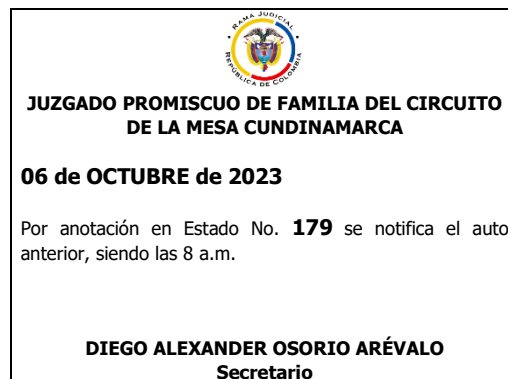 RAMA JUDICIAL
REPÚBLICA DE COLOMBIA
JUZGADO PROMISCUO DE FAMILIA DEL CIRCUITO
DE LA MESA CUNDINAMARCA
06 de OCTUBRE de 2023
Por anotación en Estado No. 179 se notifica el auto
anterior, siendo las 8 a.m.
DIEGO ALEXANDER OSORIO ARÉVALO
Secretario